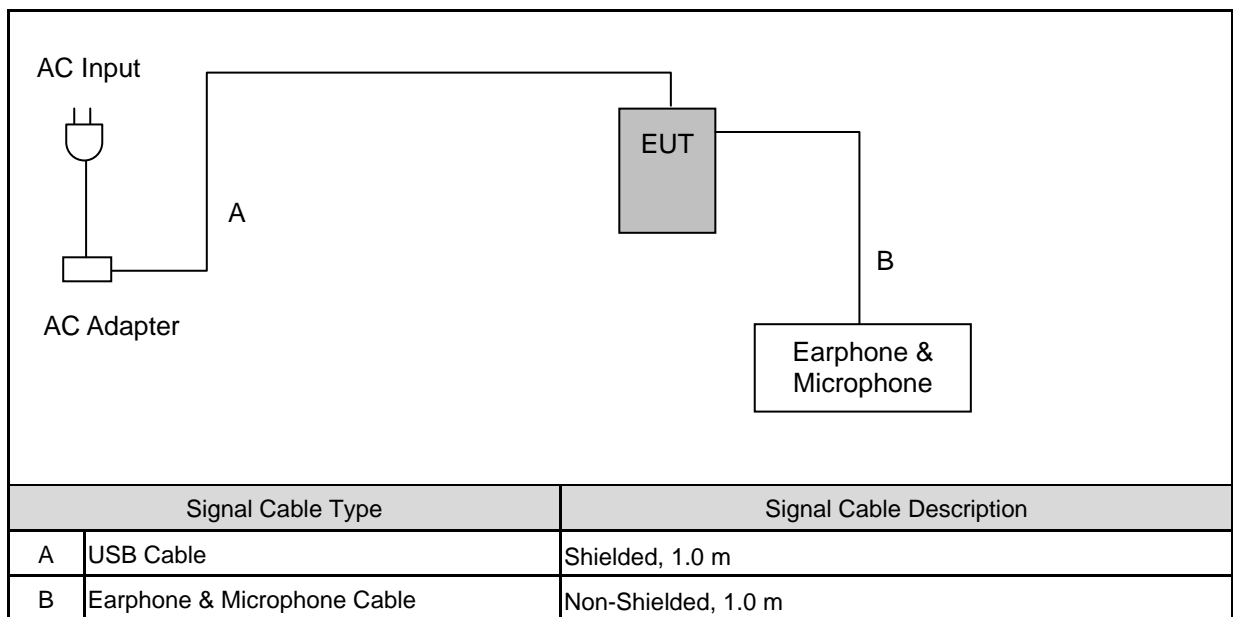 AC Input
EUT
A
B
AC Adapter
Earphone &
Microphone
Signal Cable Type Signal Cable Description
A USB Cable Shielded, 1.0 m
B Earphone & Microphone Cable Non-Shielded, 1.0 m